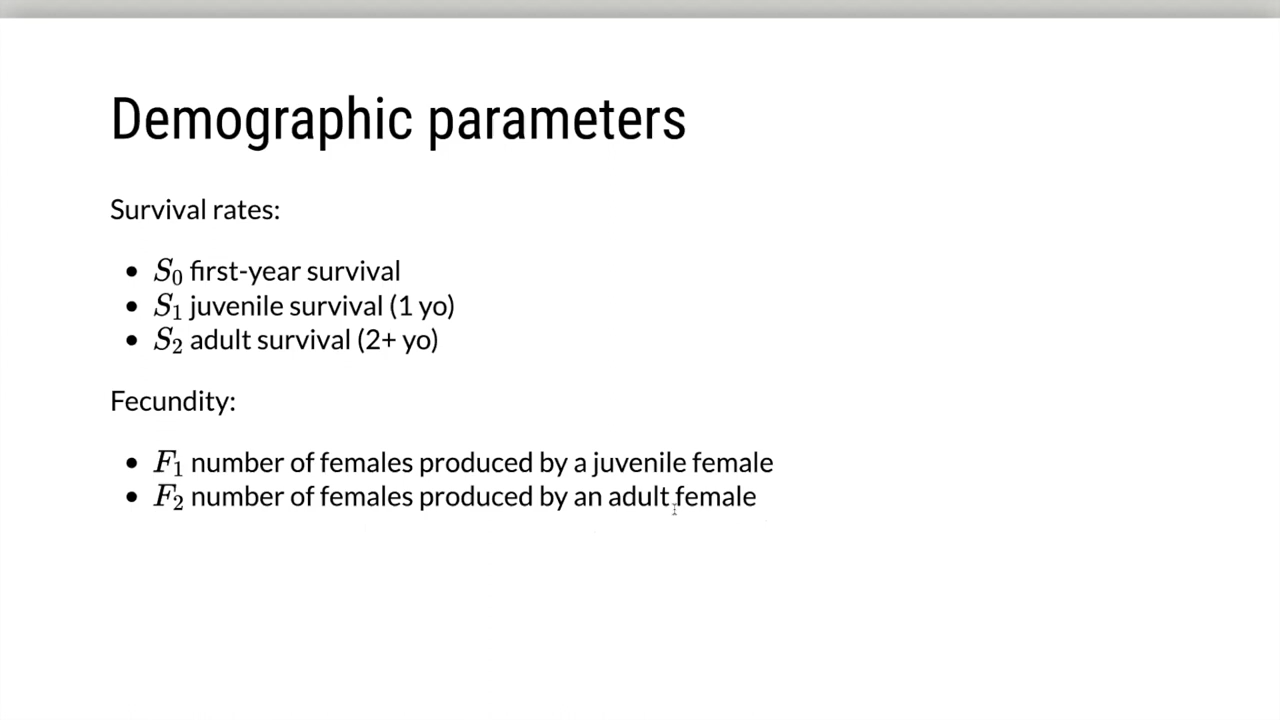 Demographic parameters
Survival rates:
• S₀ first-year survival
• S₁ juvenile survival (1 yo)
• S₂ adult survival (2+ yo)
Fecundity:
• F₁ number of females produced by a juvenile female
• F₂ number of females produced by an adult female